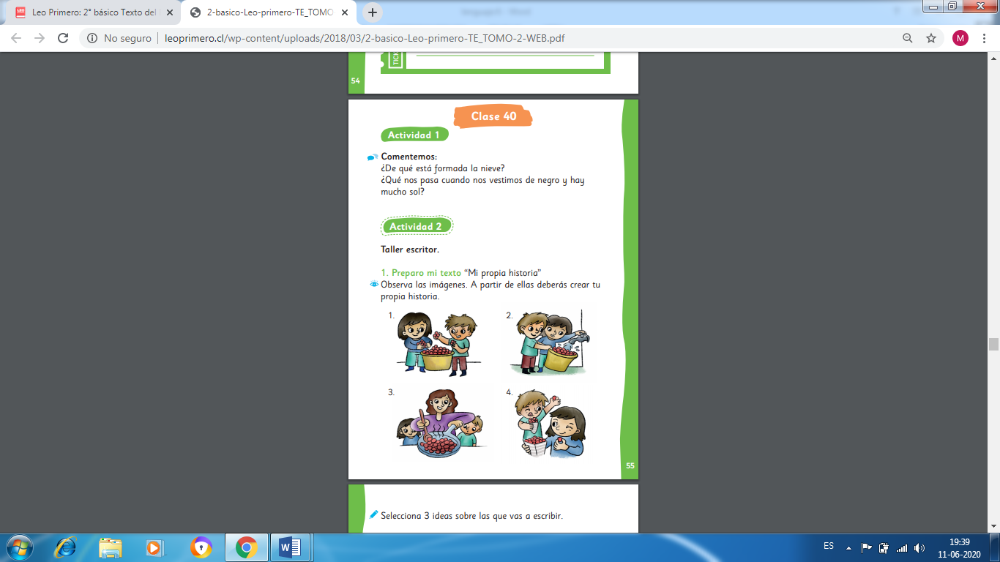 Leo Primero: 2° básico Texto del
2-basico-Leo-primero-TE_TOMO
No seguro
leoprimero.cl/wp-content/uploads/2018/03/2-basico-Leo-primero-TE_TOMO-2-WEB.pdf
M
TICK
54
Clase 40
Actividad 1
Comentemos:
¿De qué está formada la nieve?
¿Qué nos pasa cuando nos vestimos de negro y hay
mucho sol?
Actividad 2
Taller escritor.
1. Preparo mi texto “Mi propia historia”
Observa las imágenes. A partir de ellas deberás crear tu
propia historia.
1.
2.
3.
4.
55
Selecciona 3 ideas sobre las que vas a escribir.
ES
19:39
11-06-2020